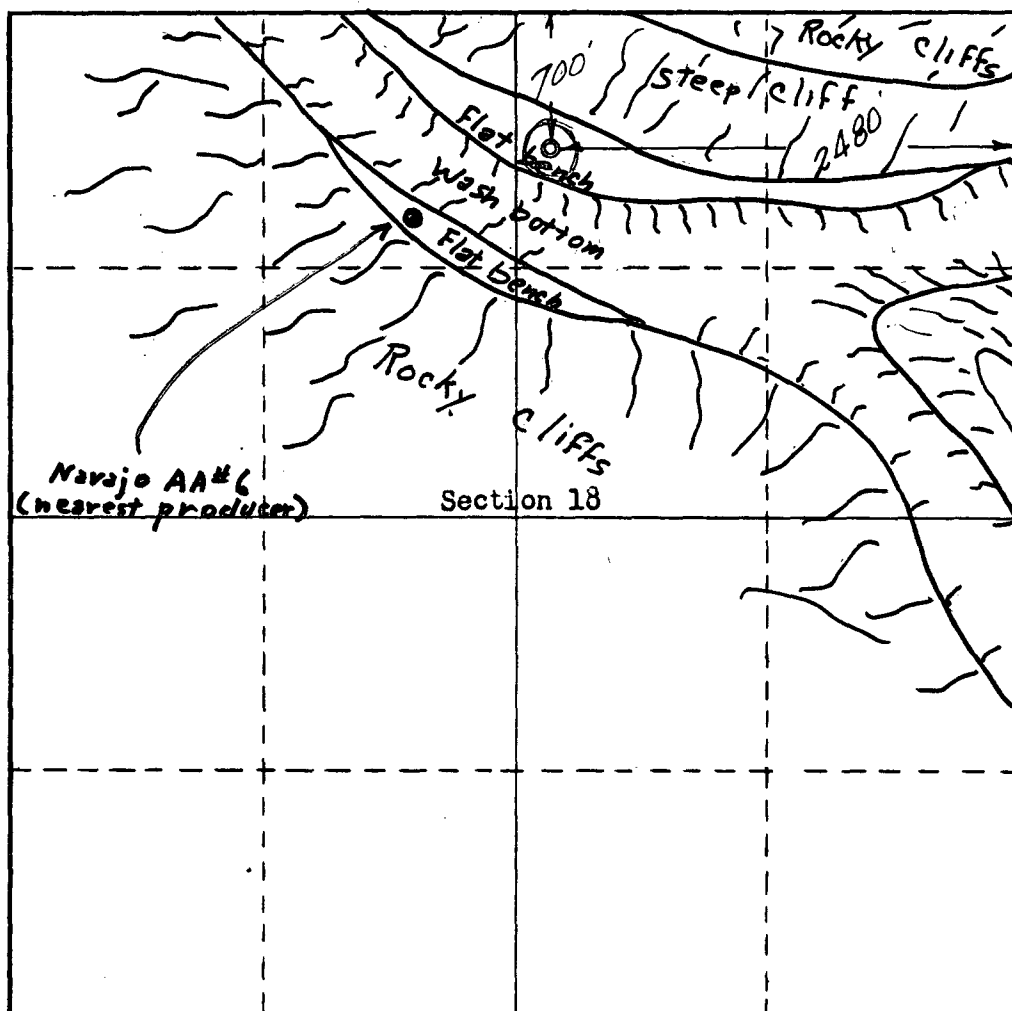 Rocky cliffs
steep cliff
700'
2480'
Flat bench
Wash bottom
Flat bench
Rocky cliffs
Navajo AA#6
(nearest producer)
Section 18